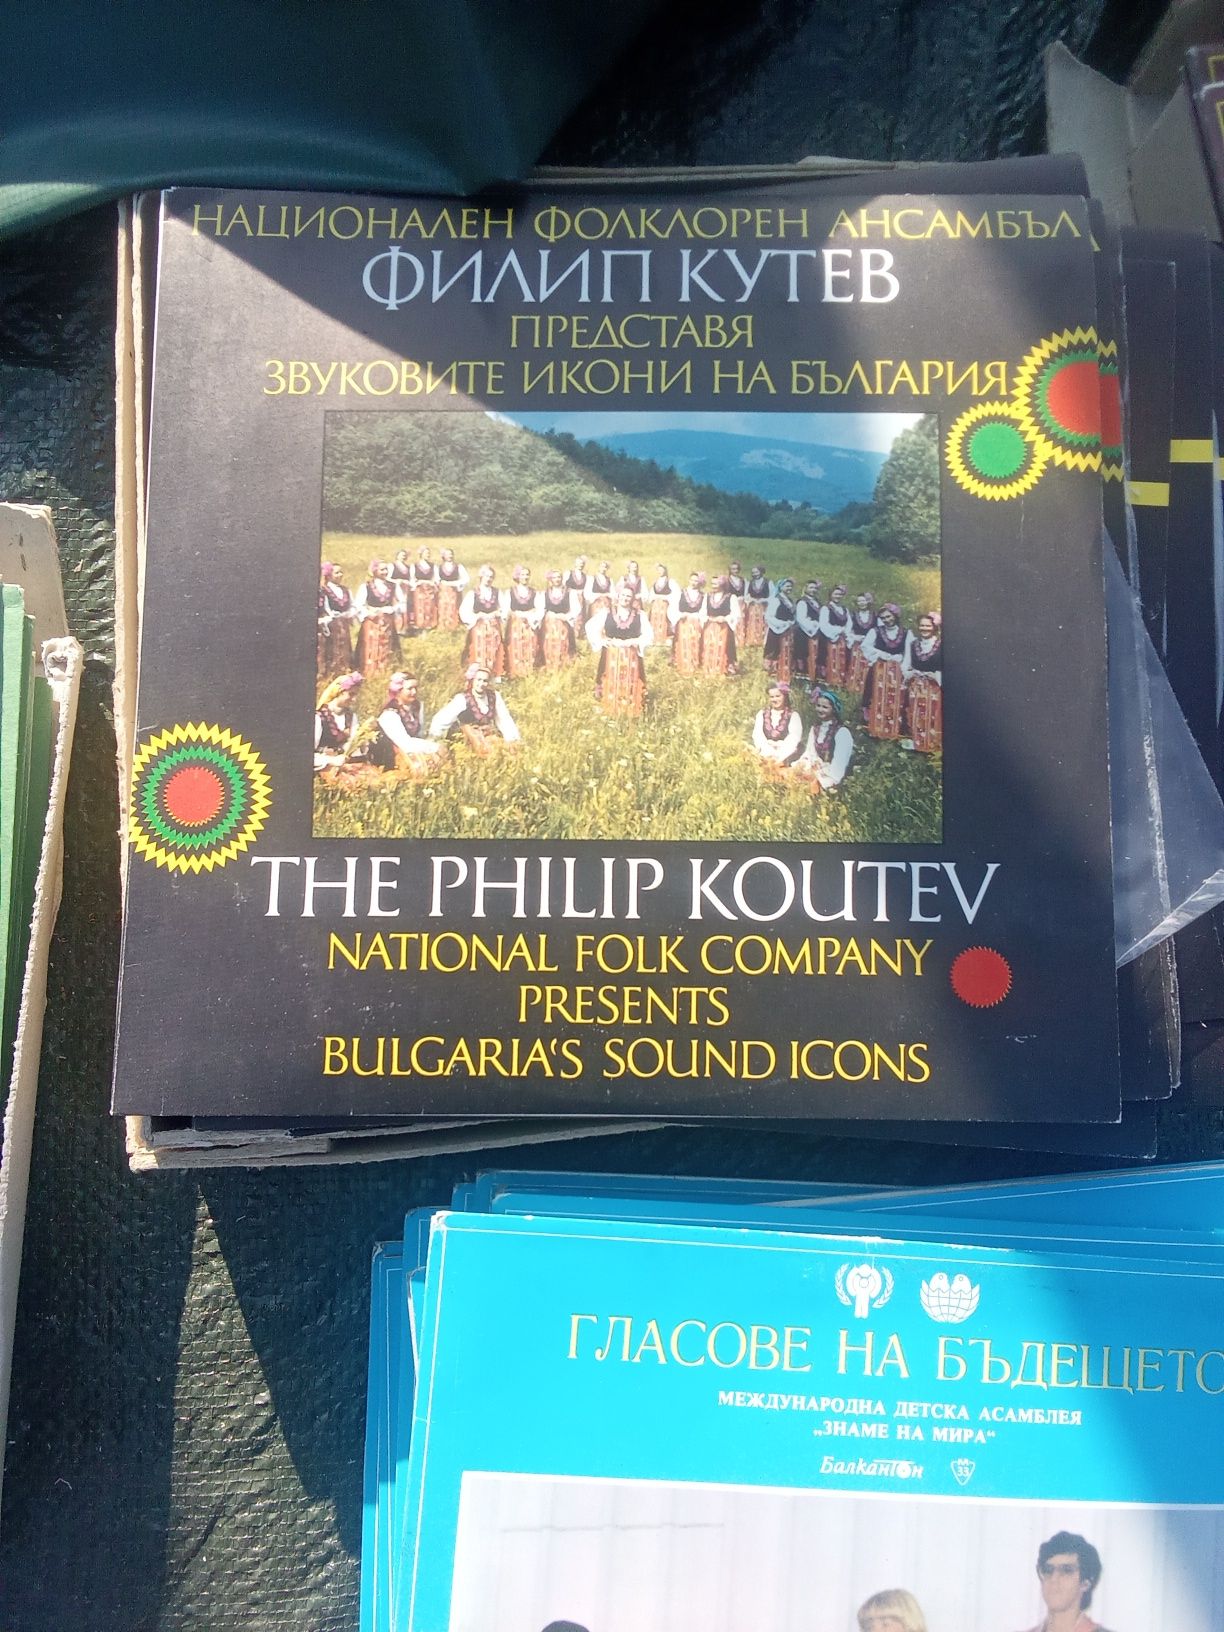 НАЦИОНАЛЕН ФОЛКЛОРЕН АНСАМБЪЛ
ФИЛИП КУТЕВ
ПРЕДСТАВЯ
ЗВУКОВИТЕ ИКОНИ НА БЪЛГАРИЯ
THE PHILIP KOUTEV
NATIONAL FOLK COMPANY
PRESENTS
BULGARIA'S SOUND ICONS
ГЛАСОВЕ НА БЪДЕЩЕТО
МЕЖДУНАРОДНА ДЕТСКА АСАМБЛЕЯ
„ЗНАМЕ НА МИРА“
Балкантон
33